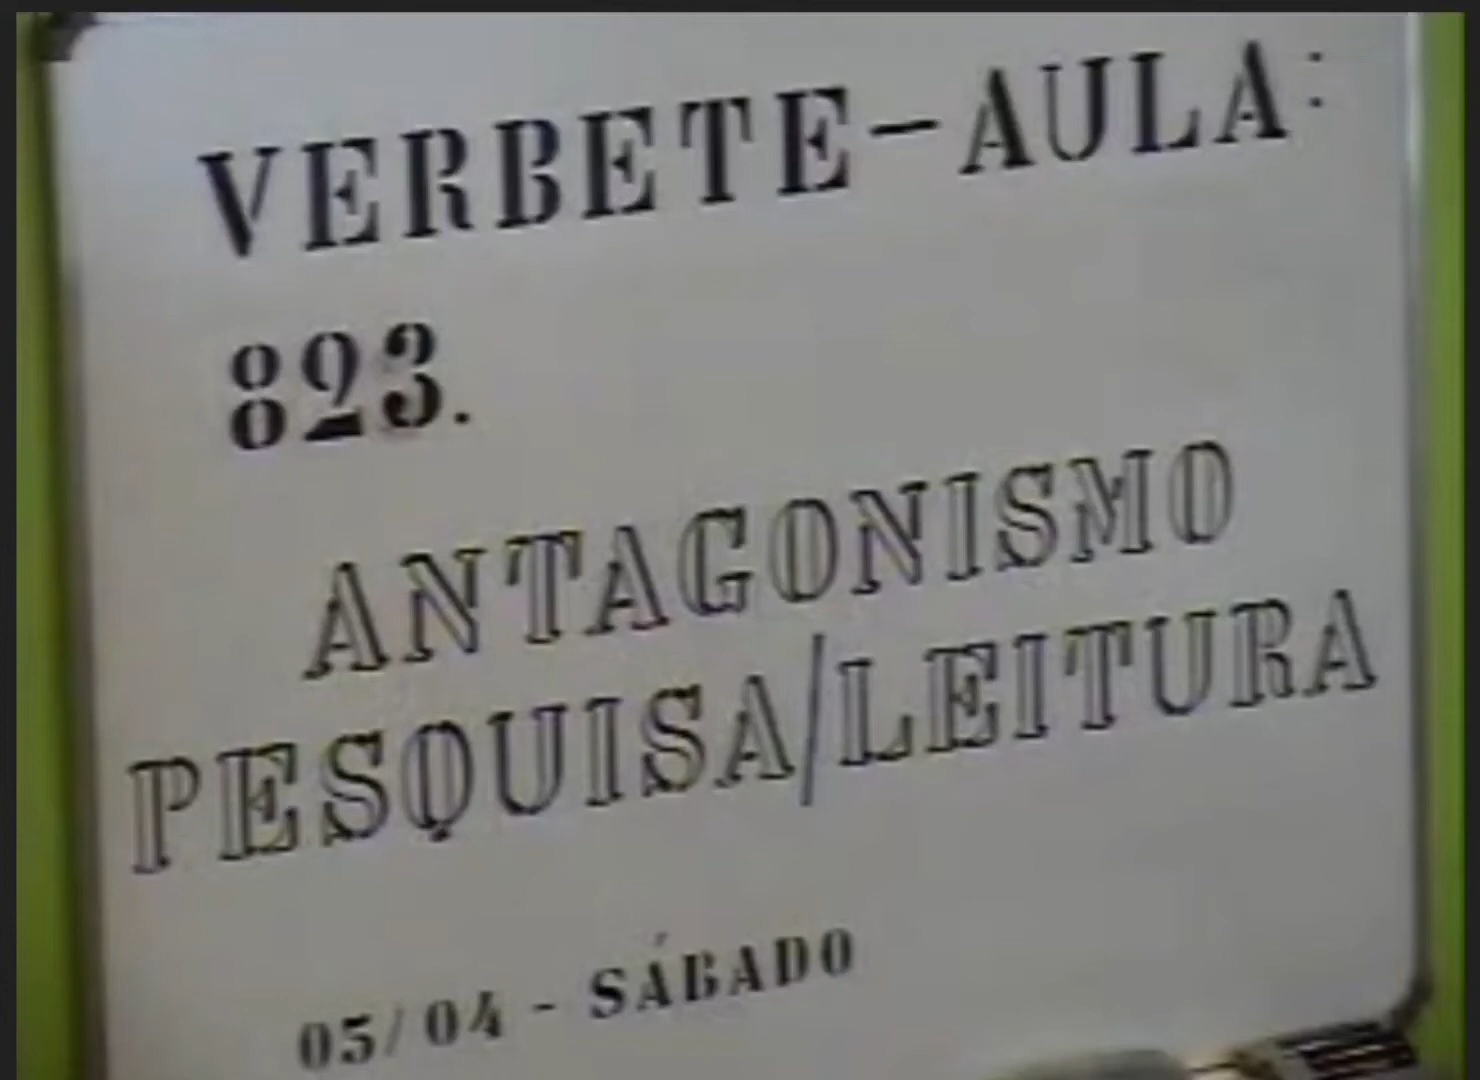 VERBETE-AULA:
823.
ANTAGONISMO
PESQUISA/LEITURA
05/04 - SÁBADO